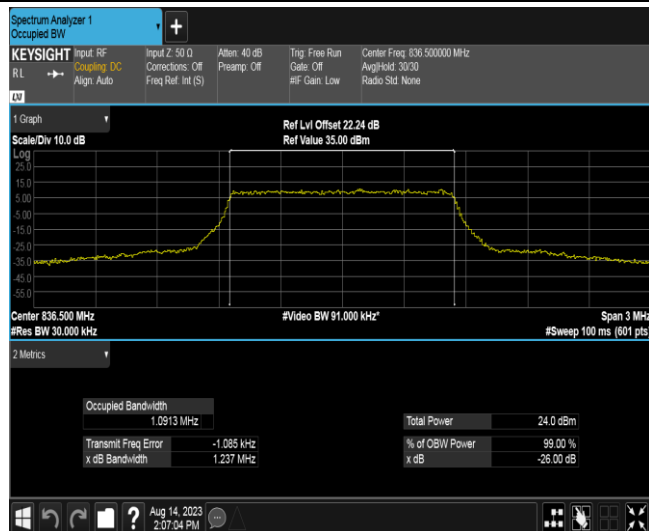 Spectrum Analyzer 1
Occupied BW
+
KEYSIGHT
RL
Input: RF
Coupling: DC
Align: Auto
Input Z: 50 Ω
Corrections: Off
Freq Ref: Int (S)
Atten: 40 dB
Preamp: Off
Trig: Free Run
Gate: Off
#IF Gain: Low
Center Freq: 836.500000 MHz
Avg|Hold: 30/30
Radio Std: None
1 Graph
Scale/Div 10.0 dB
Ref Lvl Offset 22.24 dB
Ref Value 35.00 dBm
Log
25.0
15.0
5.00
-5.00
-15.0
-25.0
-35.0
-45.0
-55.0
Center 836.500 MHz
#Res BW 30.000 kHz
#Video BW 91.000 kHz*
Span 3 MHz
#Sweep 100 ms (601 pts)
2 Metrics
Occupied Bandwidth
1.0913 MHz
Transmit Freq Error -1.085 kHz
x dB Bandwidth 1.237 MHz
Total Power 24.0 dBm
% of OBW Power 99.00 %
x dB -26.00 dB
?
Aug 14, 2023
2:07:04 PM